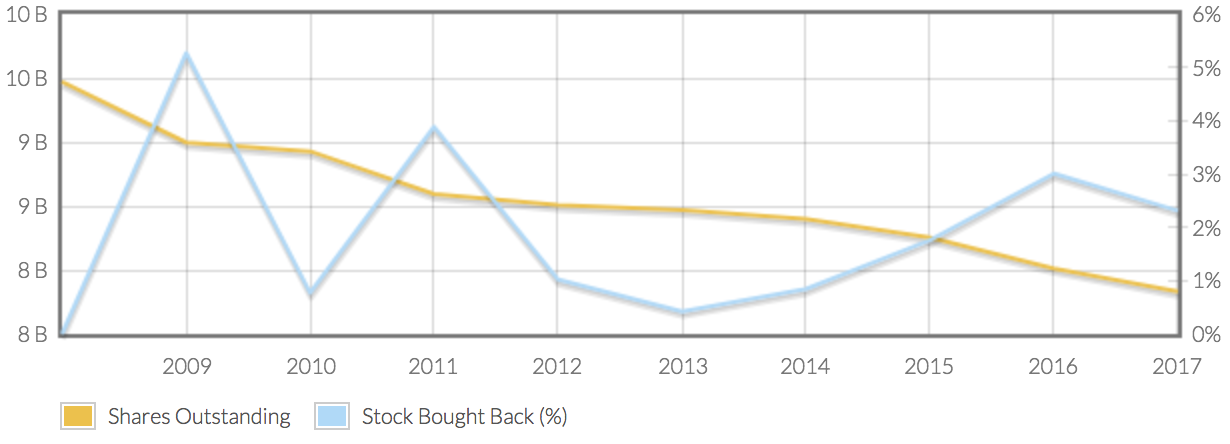 10 B 6%
10 B 5%
9 B 4%
9 B 3%
8 B 2%
8 B 1%
0%
2009 2010 2011 2012 2013 2014 2015 2016 2017
Shares Outstanding Stock Bought Back (%)